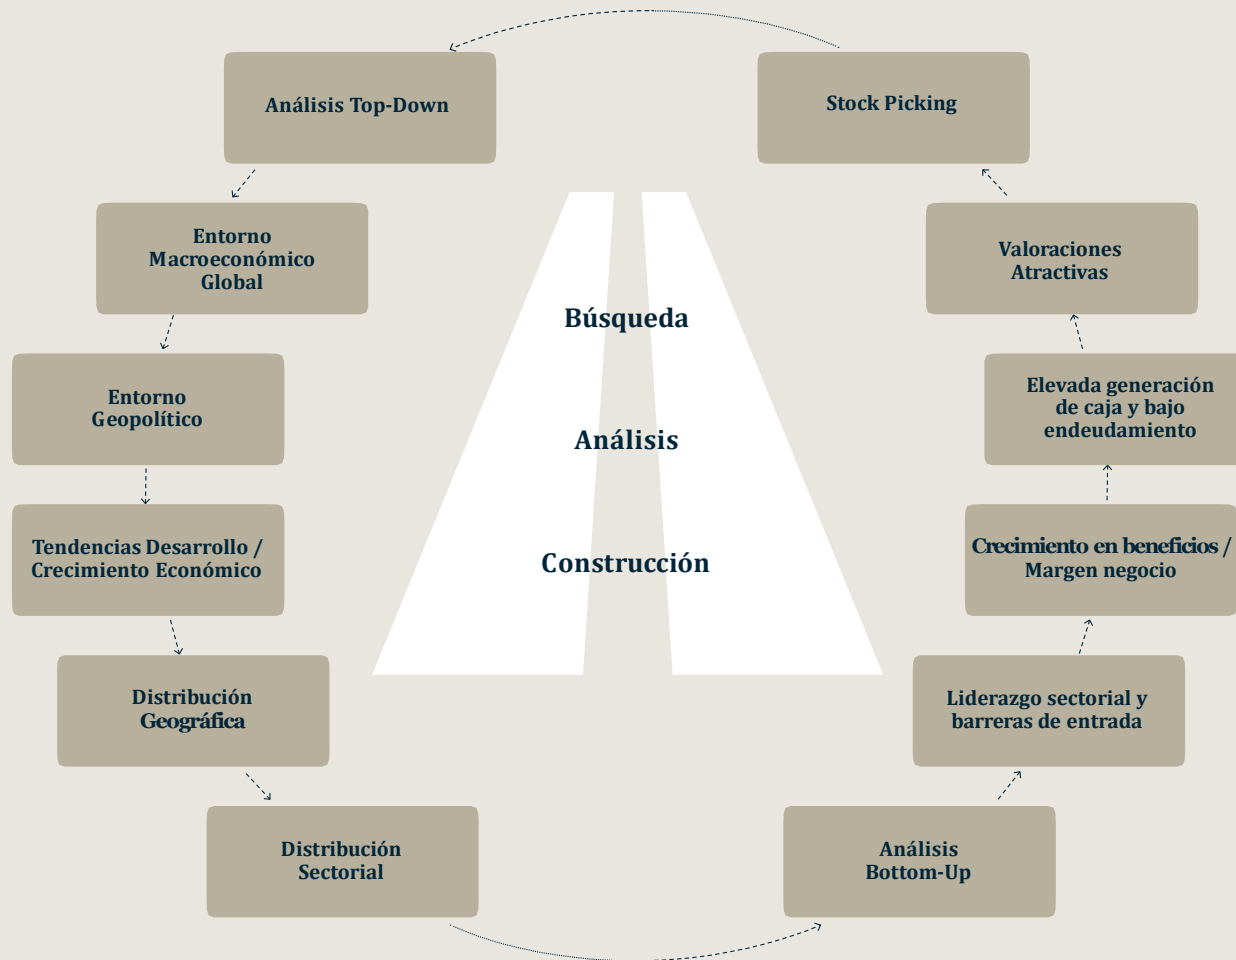 Análisis Top-Down
Entorno
Macroeconómico
Global
Entorno
Geopolítico
Tendencias Desarrollo /
Crecimiento Económico
Distribución
Geográfica
Distribución
Sectorial
Búsqueda
Análisis
Construcción
Análisis
Bottom-Up
Liderazgo sectorial y
barreras de entrada
Crecimiento en beneficios /
Margen negocio
Elevada generación
de caja y bajo
endeudamiento
Valoraciones
Atractivas
Stock Picking